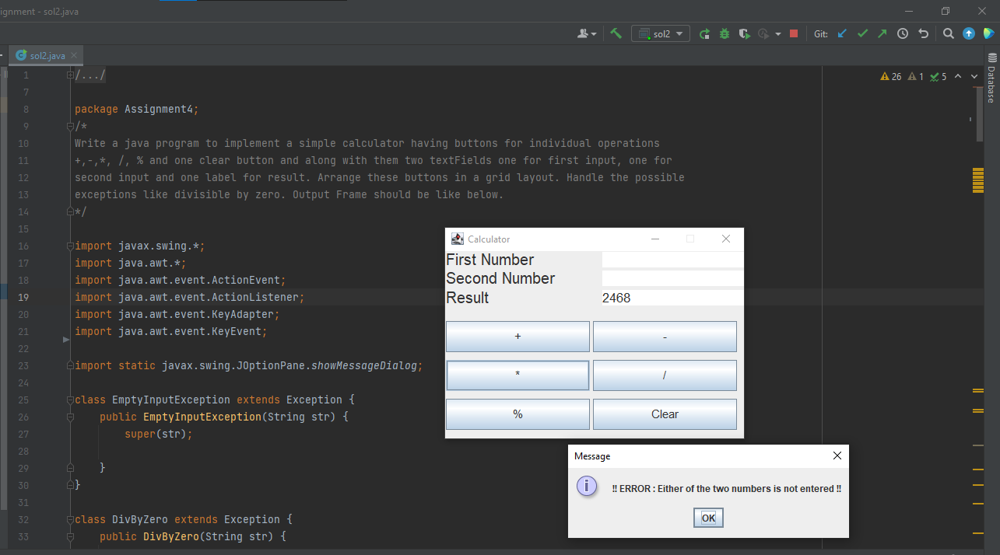 ignment - sol2.java
sol2
Git:
sol2.java
26 1 5
Database
1 /.../
7
8 package Assignment4;
9 /*
10 Write a java program to implement a simple calculator having buttons for individual operations
11 +,-,*, /, % and one clear button and along with them two textFields one for first input, one for
12 second input and one label for result. Arrange these buttons in a grid layout. Handle the possible
13 exceptions like divisible by zero. Output Frame should be like below.
14 */
15
16 import javax.swing.*;
17 import java.awt.*;
18 import java.awt.event.ActionEvent;
19 import java.awt.event.ActionListener;
20 import java.awt.event.KeyAdapter;
21 import java.awt.event.KeyEvent;
22
23 import static javax.swing.JOptionPane.showMessageDialog;
24
25 class EmptyInputException extends Exception {
26 public EmptyInputException(String str) {
27 super(str);
28
29 }
30 }
31
32 class DivByZero extends Exception {
33 public DivByZero(String str) {
Calculator
First Number
Second Number
Result 2468
+ -
* /
% Clear
Message
!! ERROR : Either of the two numbers is not entered !!
OK